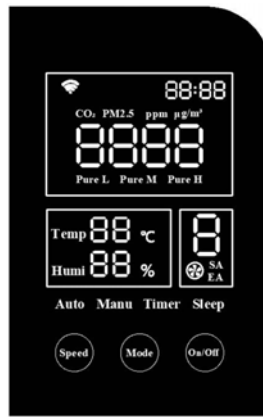 88:88
CO₂ PM2.5 ppm µg/m³
8888
Pure L Pure M Pure H
Temp 88 ℃
Humi 88 %
8
SA
EA
Auto Manu Timer Sleep
Speed Mode On/Off